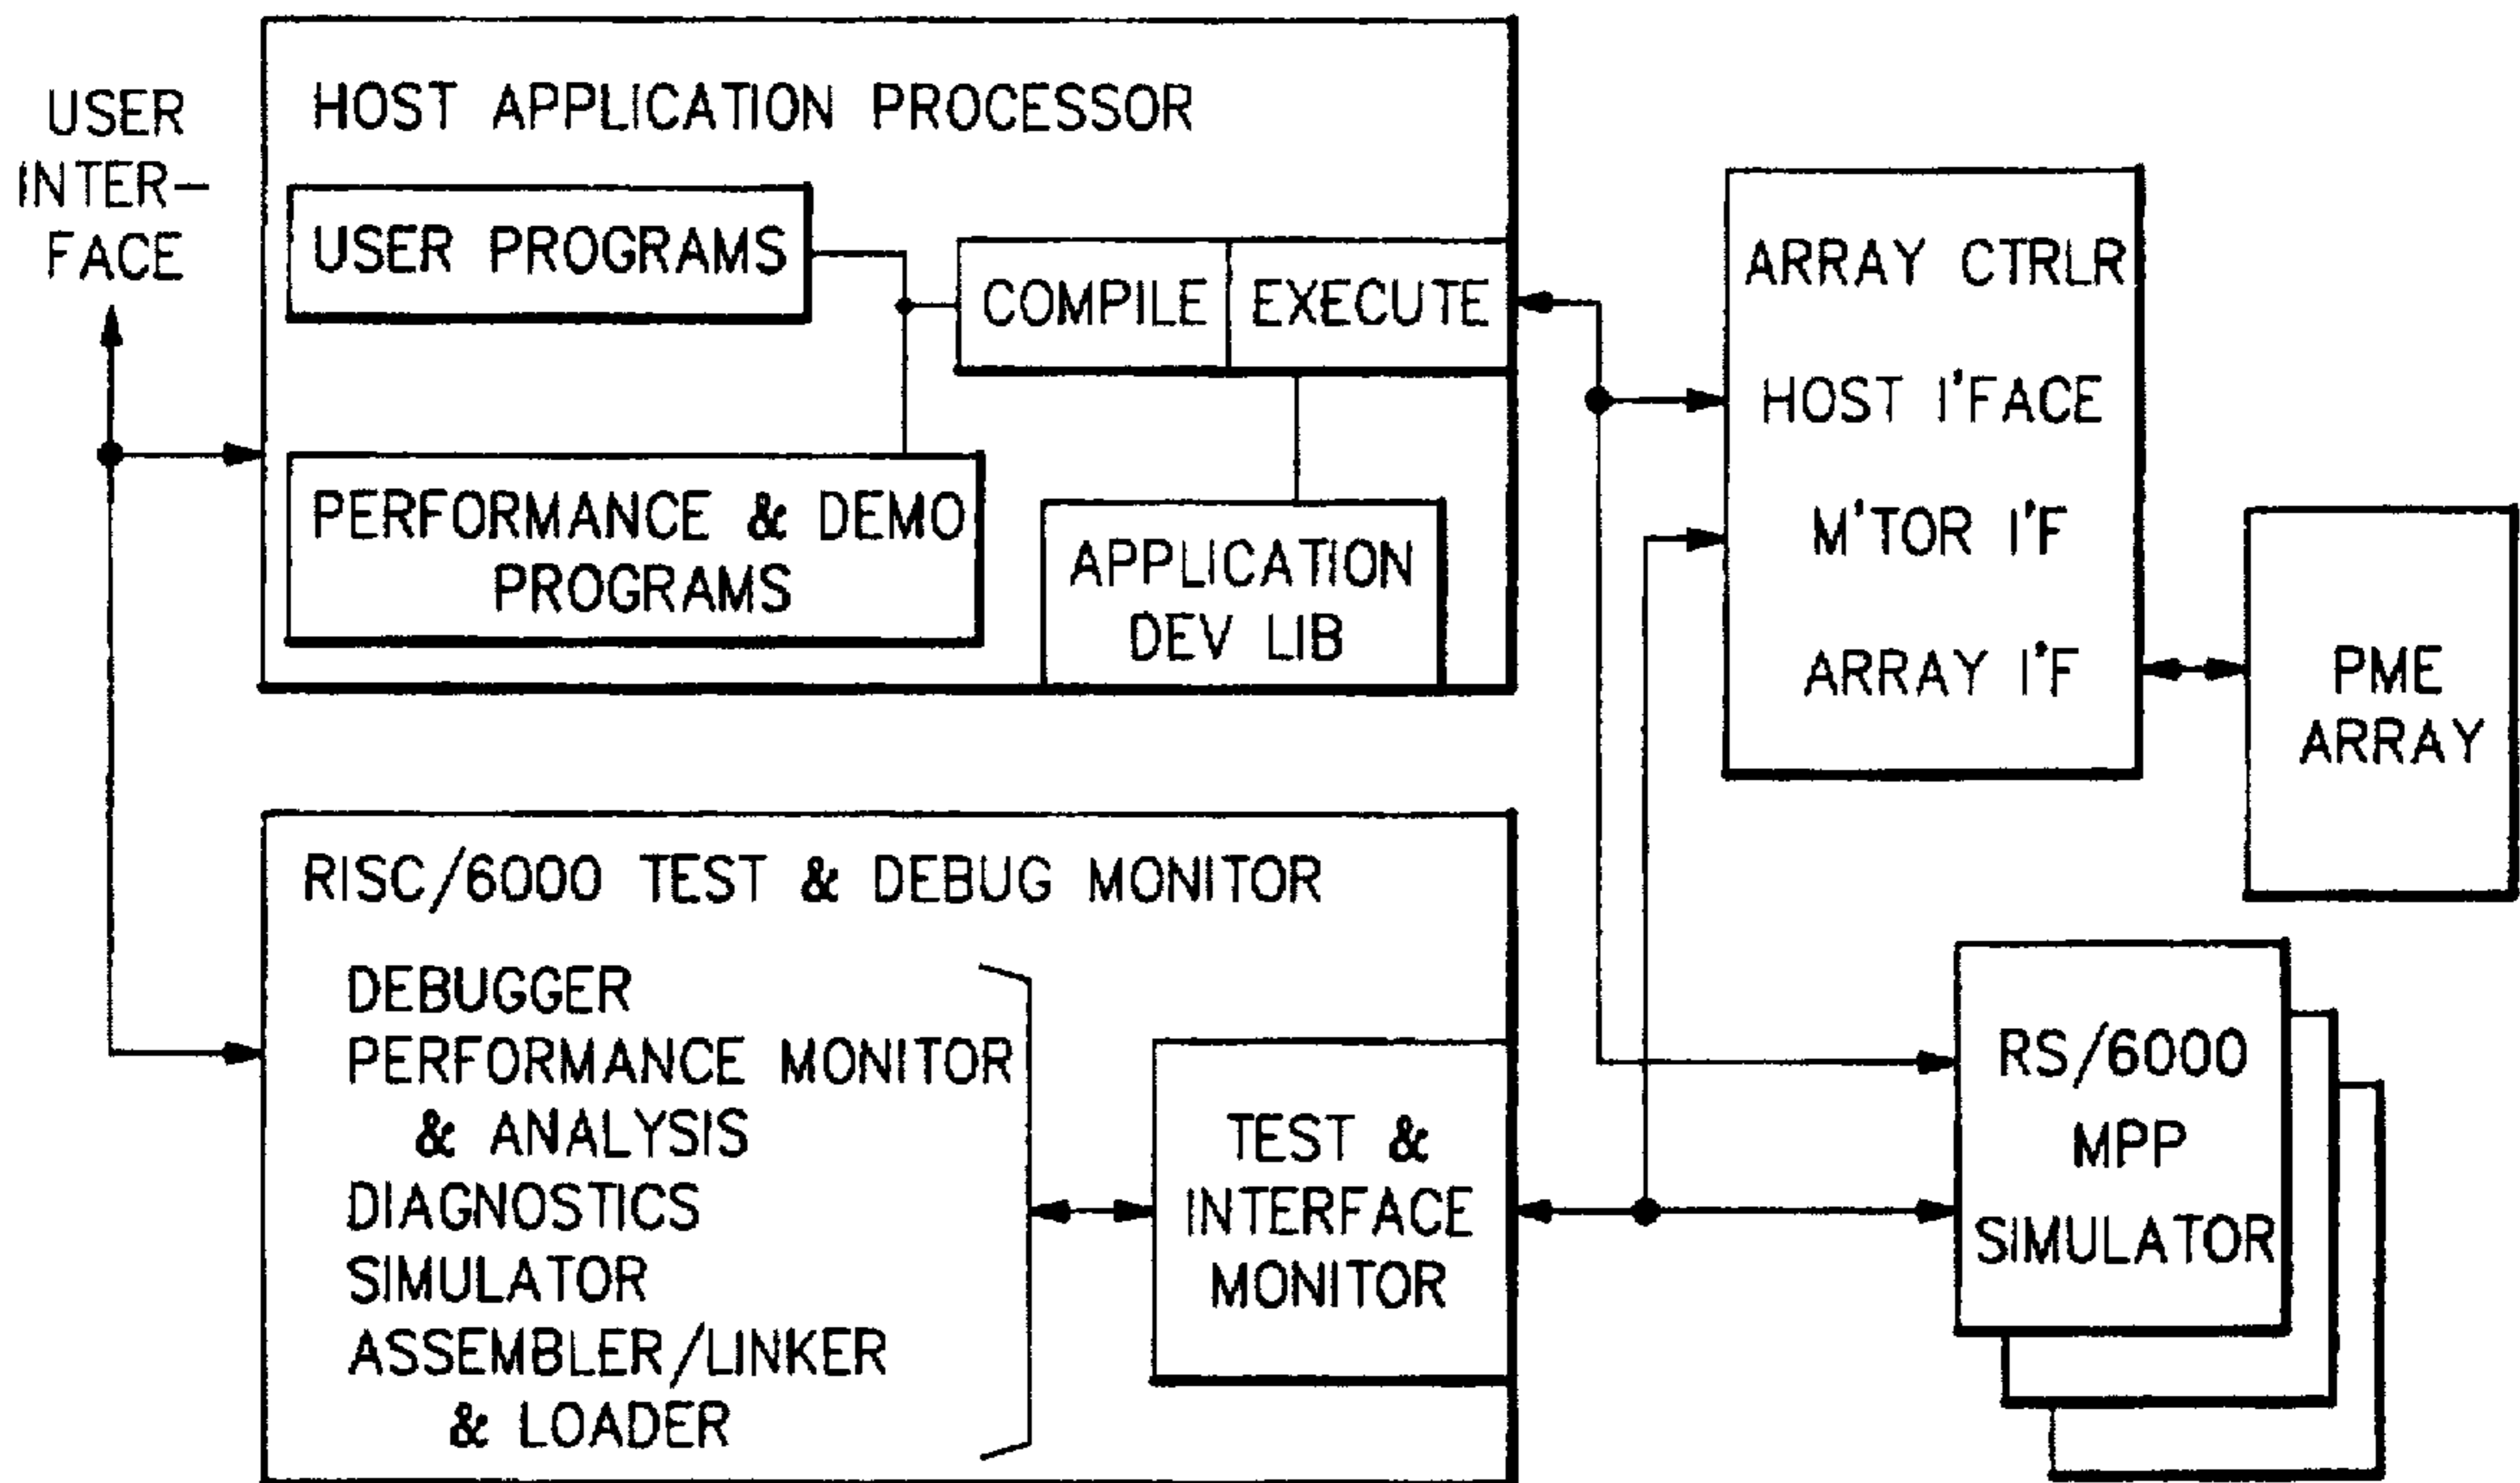 USER
INTER-
FACE
HOST APPLICATION PROCESSOR
USER PROGRAMS
COMPILE
EXECUTE
PERFORMANCE & DEMO
PROGRAMS
APPLICATION
DEV LIB
ARRAY CTRLR
HOST I'FACE
M'TOR I'F
ARRAY I'F
PME
ARRAY
RISC/6000 TEST & DEBUG MONITOR
DEBUGGER
PERFORMANCE MONITOR
& ANALYSIS
DIAGNOSTICS
SIMULATOR
ASSEMBLER/LINKER
& LOADER
TEST &
INTERFACE
MONITOR
RS/6000
MPP
SIMULATOR